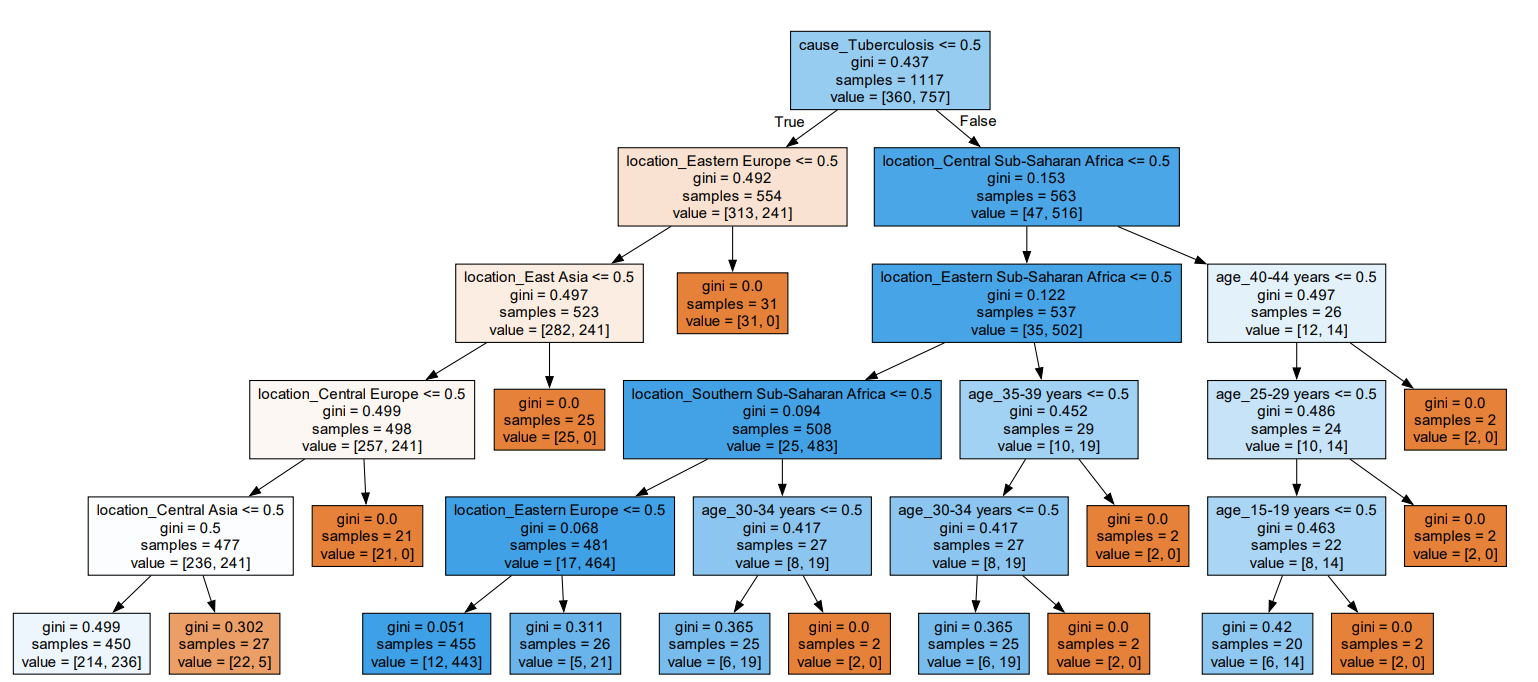 cause_Tuberculosis <= 0.5
gini = 0.437
samples = 1117
value = [360, 757]
True
False
location_Eastern Europe <= 0.5
gini = 0.492
samples = 554
value = [313, 241]
location_Central Sub-Saharan Africa <= 0.5
gini = 0.153
samples = 563
value = [47, 516]
location_East Asia <= 0.5
gini = 0.497
samples = 523
value = [282, 241]
gini = 0.0
samples = 31
value = [31, 0]
location_Eastern Sub-Saharan Africa <= 0.5
gini = 0.122
samples = 537
value = [35, 502]
age_40-44 years <= 0.5
gini = 0.497
samples = 26
value = [12, 14]
location_Central Europe <= 0.5
gini = 0.499
samples = 498
value = [257, 241]
gini = 0.0
samples = 25
value = [25, 0]
location_Southern Sub-Saharan Africa <= 0.5
gini = 0.094
samples = 508
value = [25, 483]
age_35-39 years <= 0.5
gini = 0.452
samples = 29
value = [10, 19]
age_25-29 years <= 0.5
gini = 0.486
samples = 24
value = [10, 14]
gini = 0.0
samples = 2
value = [2, 0]
location_Central Asia <= 0.5
gini = 0.5
samples = 477
value = [236, 241]
gini = 0.0
samples = 21
value = [21, 0]
location_Eastern Europe <= 0.5
gini = 0.068
samples = 481
value = [17, 464]
age_30-34 years <= 0.5
gini = 0.417
samples = 27
value = [8, 19]
age_30-34 years <= 0.5
gini = 0.417
samples = 27
value = [8, 19]
gini = 0.0
samples = 2
value = [2, 0]
age_15-19 years <= 0.5
gini = 0.463
samples = 22
value = [8, 14]
gini = 0.0
samples = 2
value = [2, 0]
gini = 0.499
samples = 450
value = [214, 236]
gini = 0.302
samples = 27
value = [22, 5]
gini = 0.051
samples = 455
value = [12, 443]
gini = 0.311
samples = 26
value = [5, 21]
gini = 0.365
samples = 25
value = [6, 19]
gini = 0.0
samples = 2
value = [2, 0]
gini = 0.365
samples = 25
value = [6, 19]
gini = 0.0
samples = 2
value = [2, 0]
gini = 0.42
samples = 20
value = [6, 14]
gini = 0.0
samples = 2
value = [2, 0]